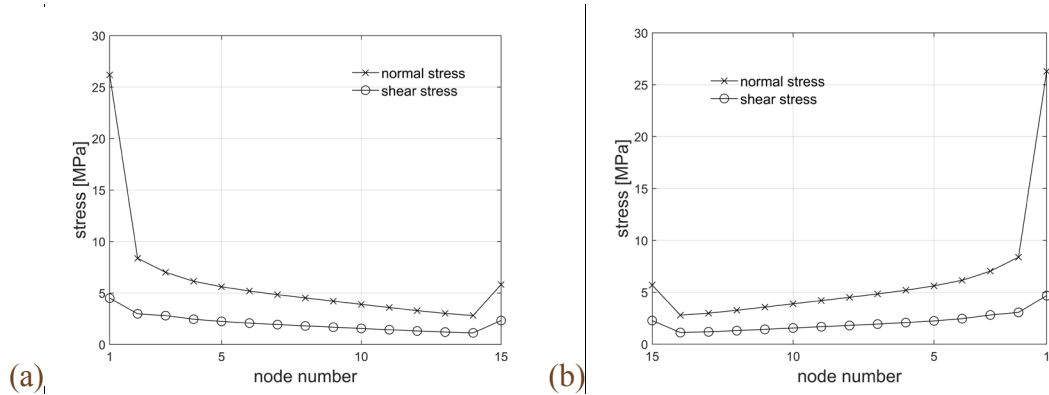 30
25
20
15
10
5
0
stress [MPa]
normal stress
shear stress
1 5 10 15
node number
(a)
30
25
20
15
10
5
0
stress [MPa]
normal stress
shear stress
15 10 5 1
node number
(b)